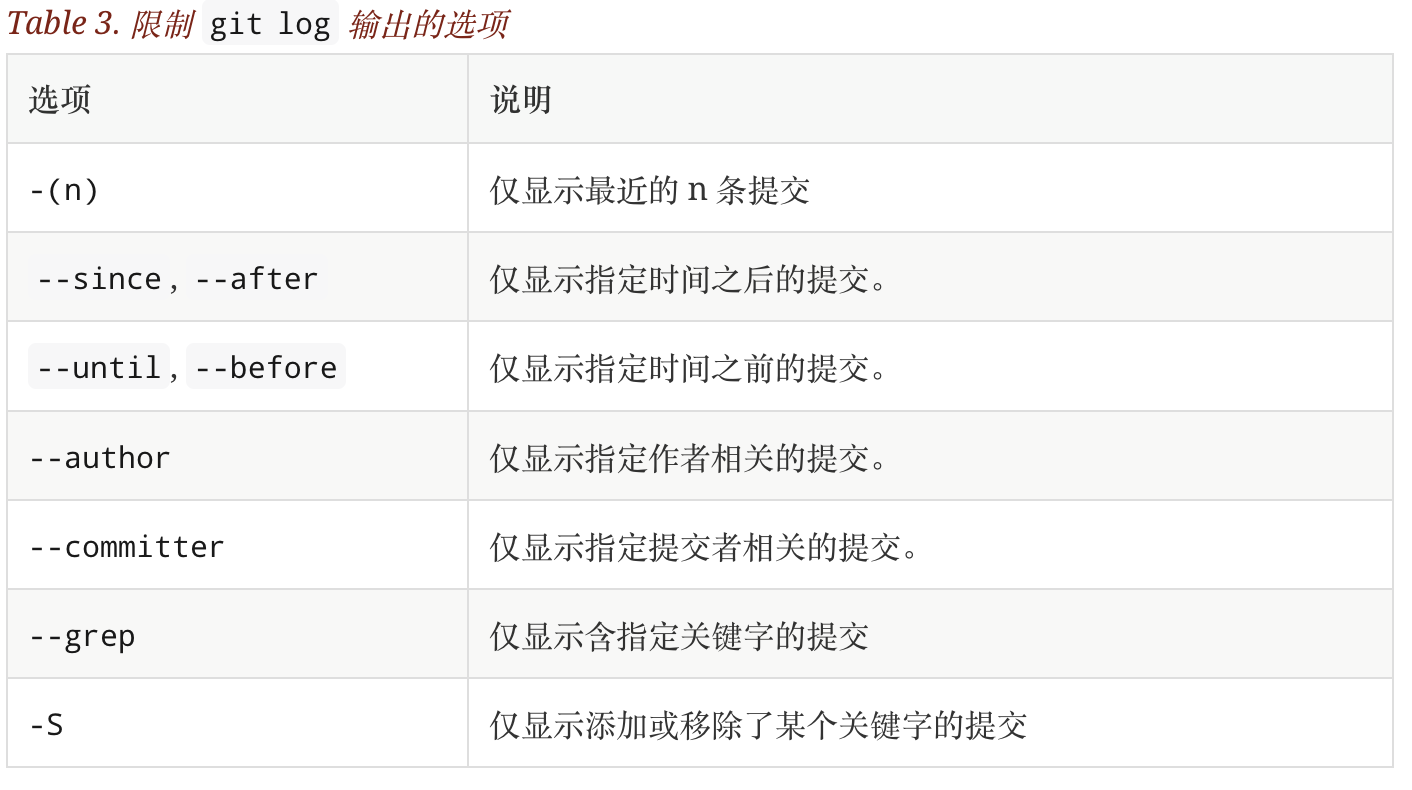 Table 3. 限制 git log 输出的选项
选项 说明
-(n) 仅显示最近的 n 条提交
--since, --after 仅显示指定时间之后的提交。
--until, --before 仅显示指定时间之前的提交。
--author 仅显示指定作者相关的提交。
--committer 仅显示指定提交者相关的提交。
--grep 仅显示含指定关键字的提交
-S 仅显示添加或移除了某个关键字的提交